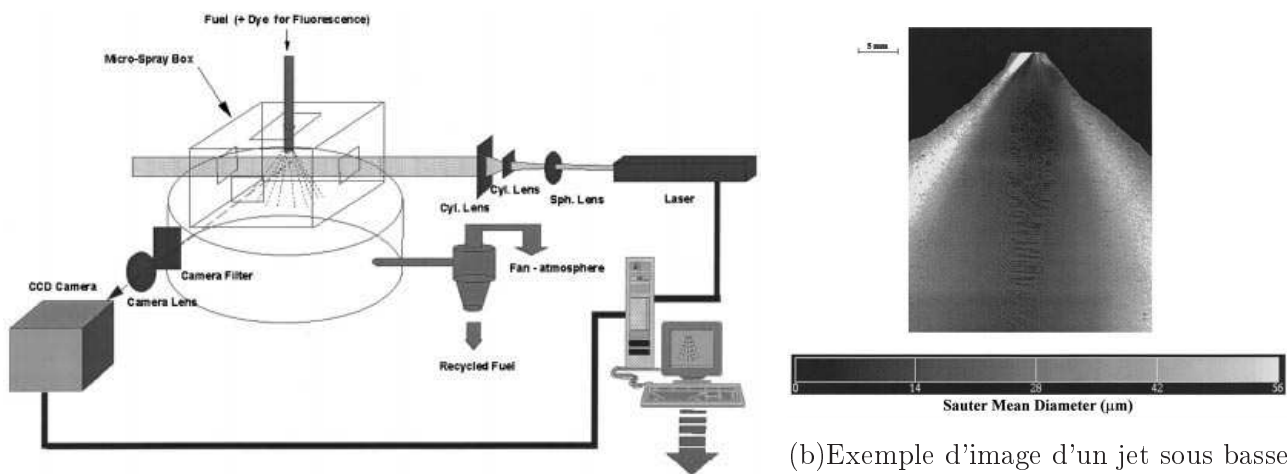 Fuel (+ Dye for Fluorescence)
Micro-Spray Box
Cyl. Lens
Cyl. Lens
Sph. Lens
Laser
Camera Filter
Camera Lens
CCD Camera
Fan - atmosphere
Recycled Fuel
5 mm
0 14 28 42 56
Sauter Mean Diameter (μm)
(b)Exemple d'image d'un jet sous basse